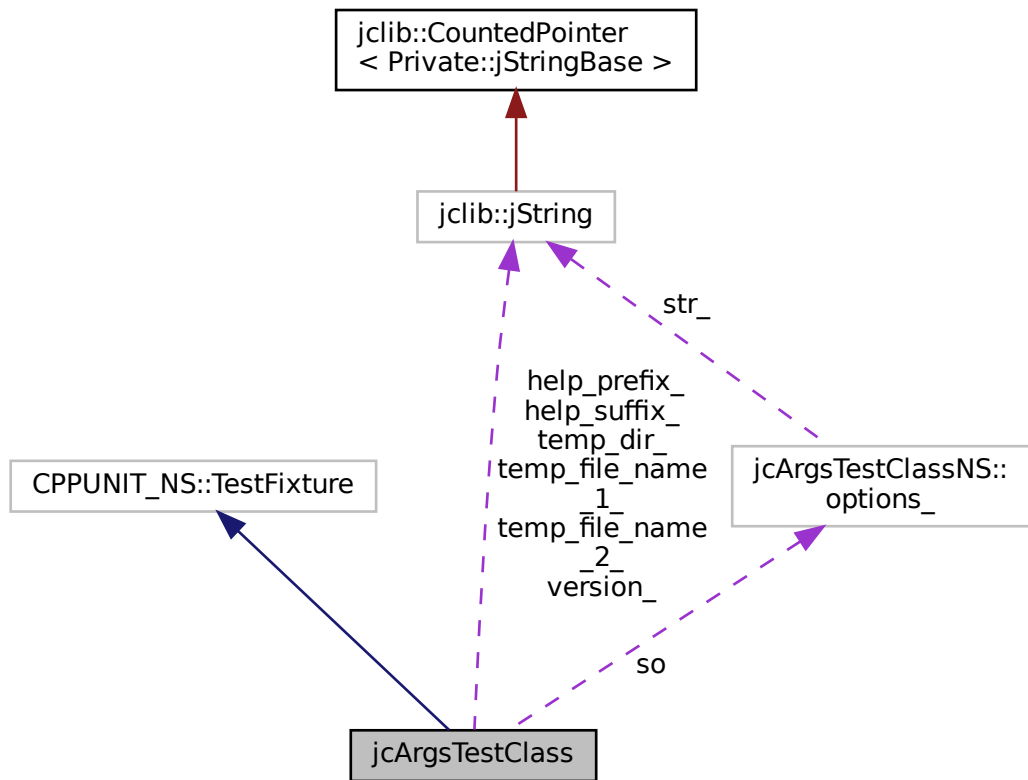 jclib::CountedPointer
< Private::jStringBase >
jclib::jString
str_
help_prefix_
help_suffix_
temp_dir_
temp_file_name
_1_
temp_file_name
_2_
version_
CPPUNIT_NS::TestFixture
jcArgsTestClassNS::
options_
so
jcArgsTestClass